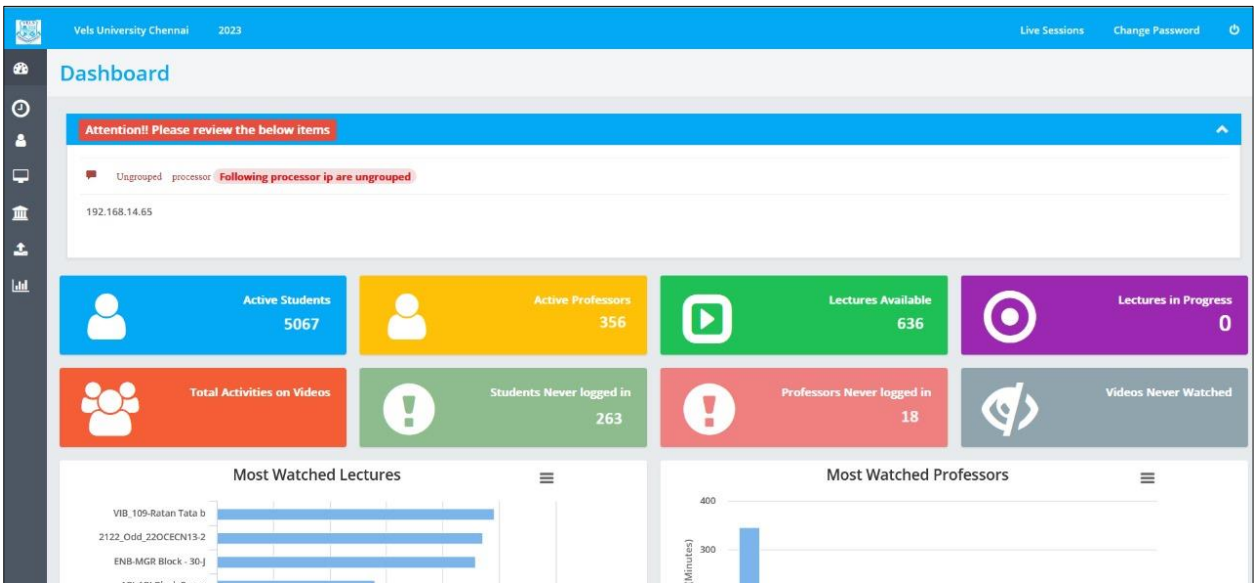 Vels University Chennai 2023 Live Sessions Change Password
Dashboard
Attention!! Please review the below items
Ungrouped processor Following processor ip are ungrouped
192.168.14.65
Active Students
5067
Active Professors
356
Lectures Available
636
Lectures in Progress
0
Total Activities on Videos
Students Never logged in
263
Professors Never logged in
18
Videos Never Watched
Most Watched Lectures
VIB_109-Ratan Tata b
2122_Odd_22OCECN13-2
ENB-MGR Block - 30-J
Most Watched Professors
400
300
(Minutes)